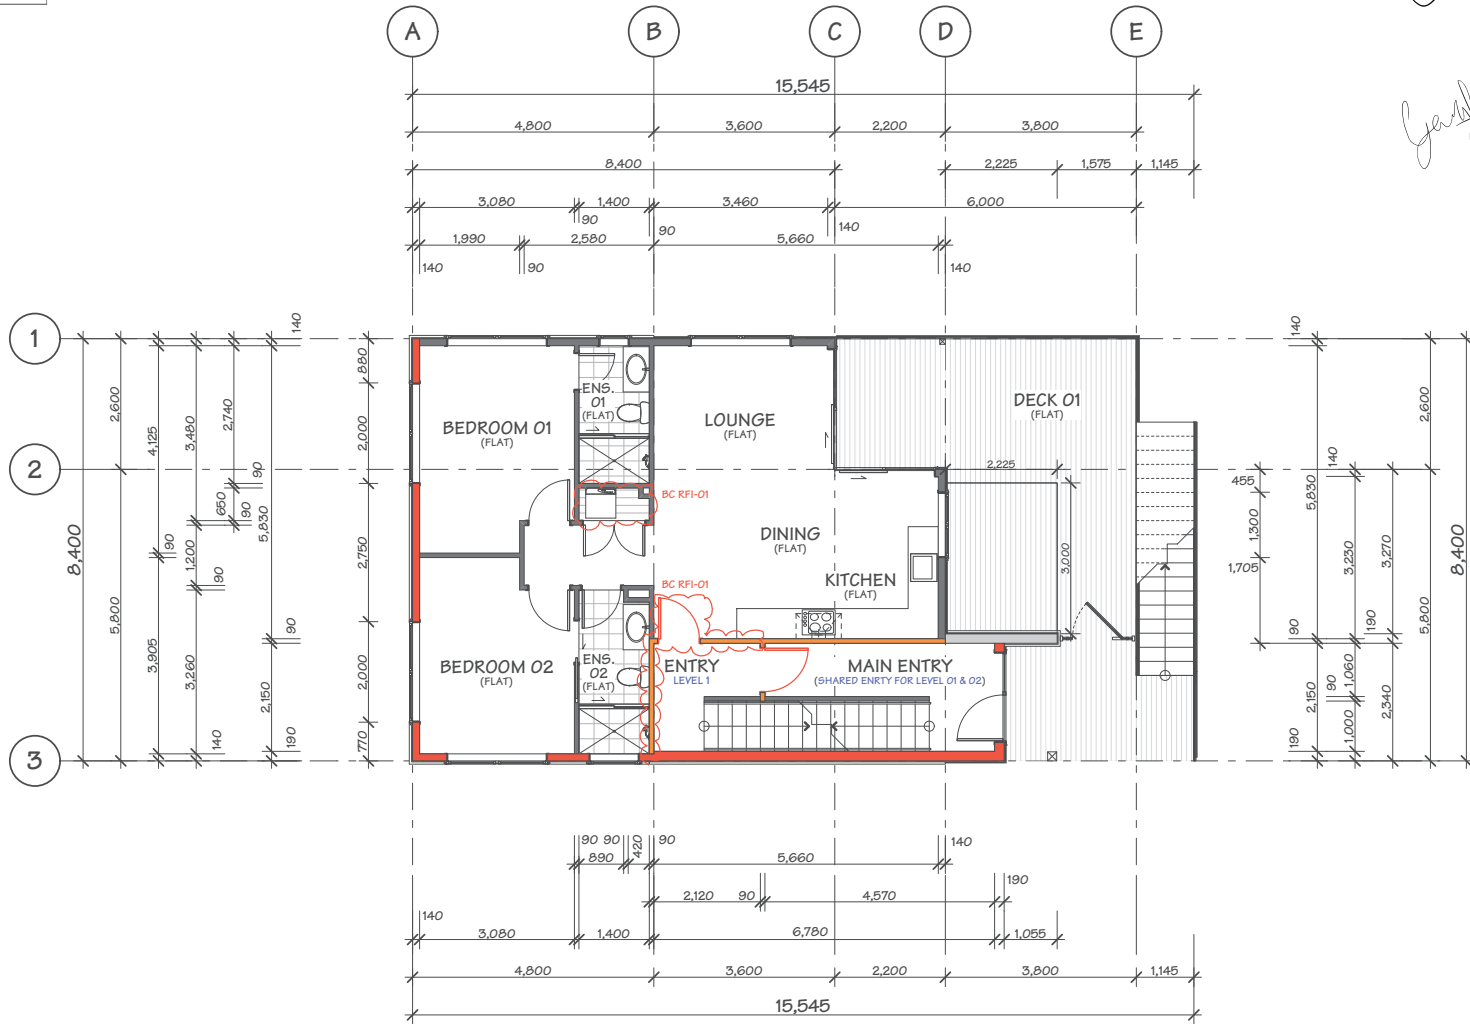 A B C D E
15,545
4,800 3,600 2,200 3,800
8,400 2,225 1,575 1,145
3,080 1,400 3,460 6,000
90 140
1,990 2,580 90 5,660
140 90 140
1
2
3
8,400
2,600
5,800
4,125
90
3,905
3,480
1,200
90
3,260
140
2,740
650
90
90
5,830
90
2,150
190
140
880
2,000
2,750
2,000
770
BEDROOM 01
(FLAT)
ENS.
01
(FLAT)
LOUNGE
(FLAT)
DECK 01
(FLAT)
2,225
BC RFI-01
DINING
(FLAT)
KITCHEN
(FLAT)
3,000
BC RFI-01
BEDROOM 02
(FLAT)
ENS.
02
(FLAT)
ENTRY
LEVEL 1
MAIN ENTRY
(SHARED ENRTY FOR LEVEL 01 & 02)
455
1,300
1,705
140
5,830
90
2,150
190
140
3,230
90
1,060
1,000
3,270
190
2,340
2,600
5,800
8,400
90 90 420 90 140
890 5,660
2,120 90 4,570 190
140
3,080 1,400 6,780 1,055
4,800 3,600 2,200 3,800 1,145
15,545